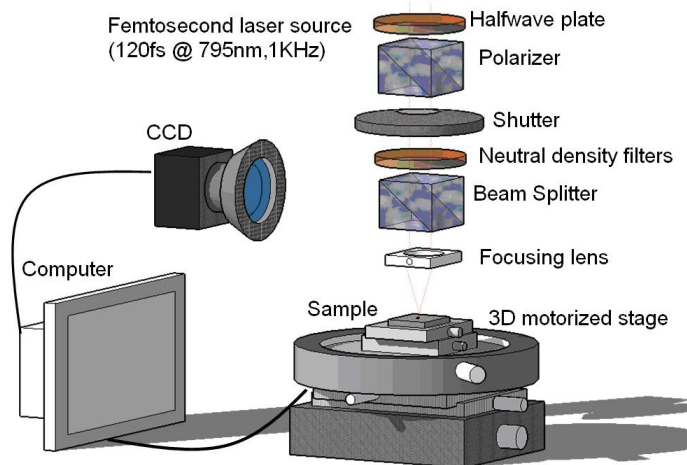 Femtosecond laser source
(120fs @ 795nm,1KHz)
Halfwave plate
Polarizer
Shutter
CCD
Neutral density filters
Beam Splitter
Computer
Focusing lens
Sample
3D motorized stage